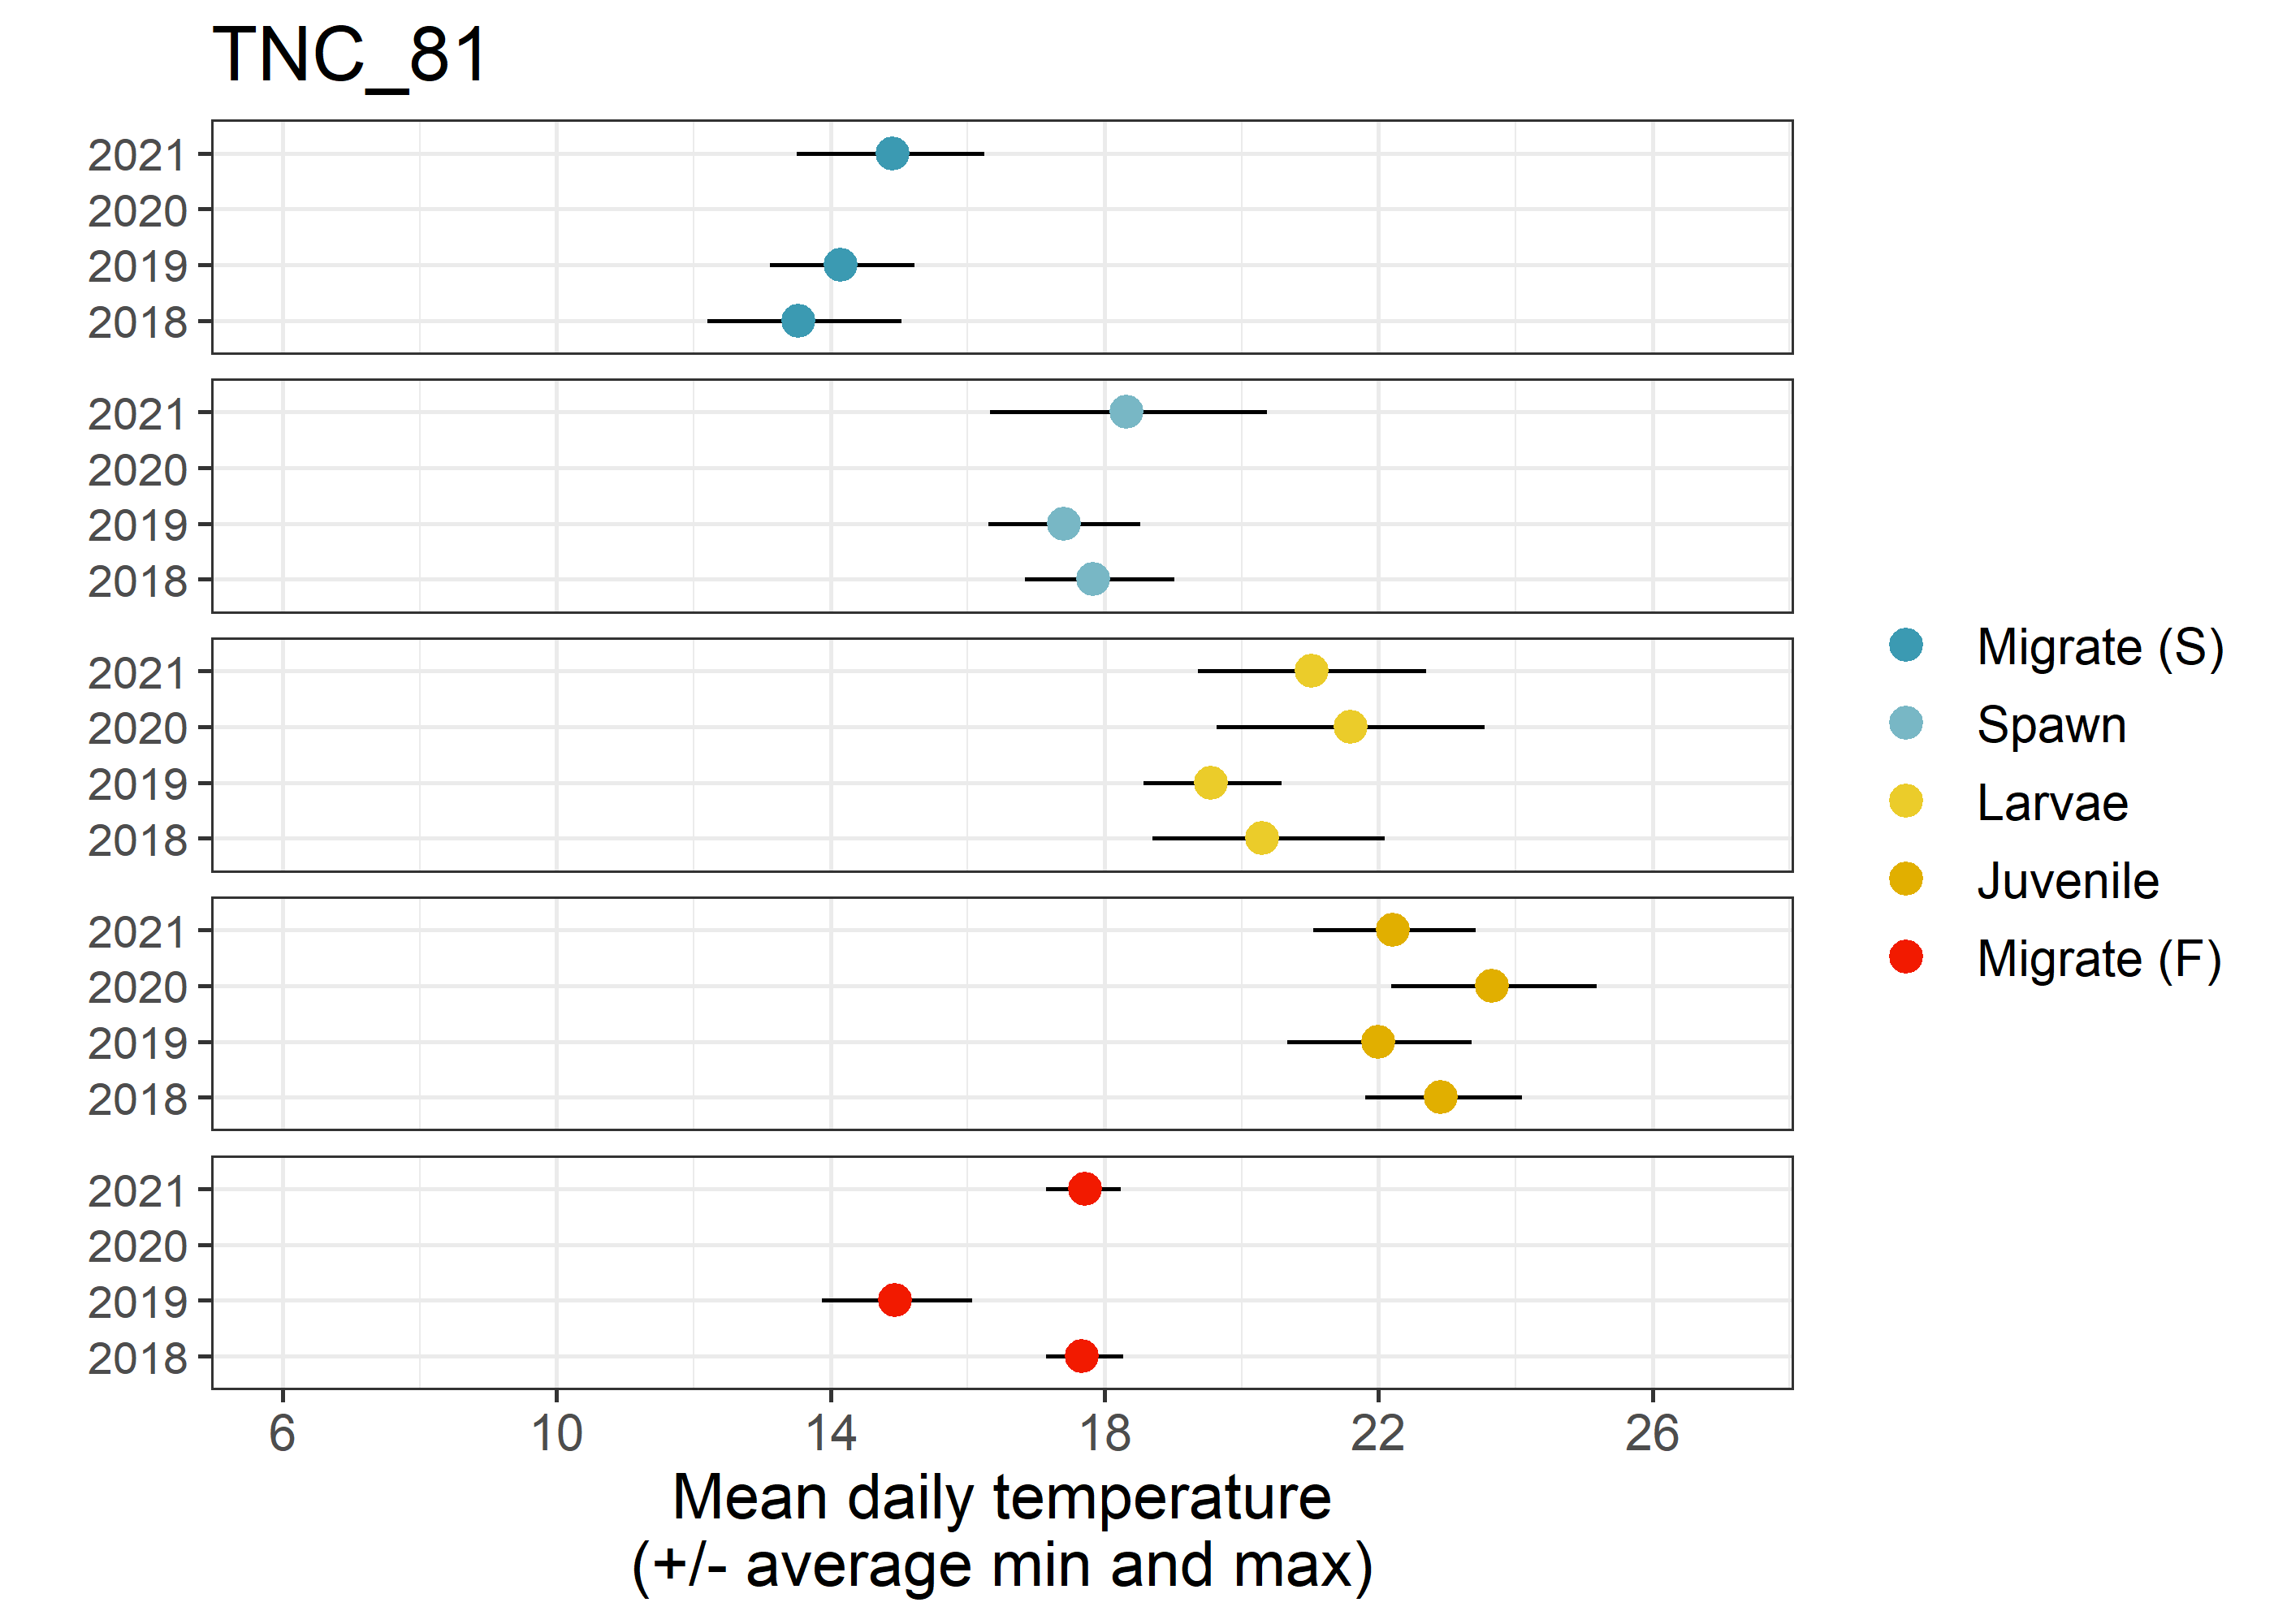 TNC_81
2021
2020
2019
2018
2021
2020
2019
2018
2021
2020
2019
2018
2021
2020
2019
2018
2021
2020
2019
2018
6 10 14 18 22 26
Mean daily temperature
(+/- average min and max)
Migrate (S)
Spawn
Larvae
Juvenile
Migrate (F)